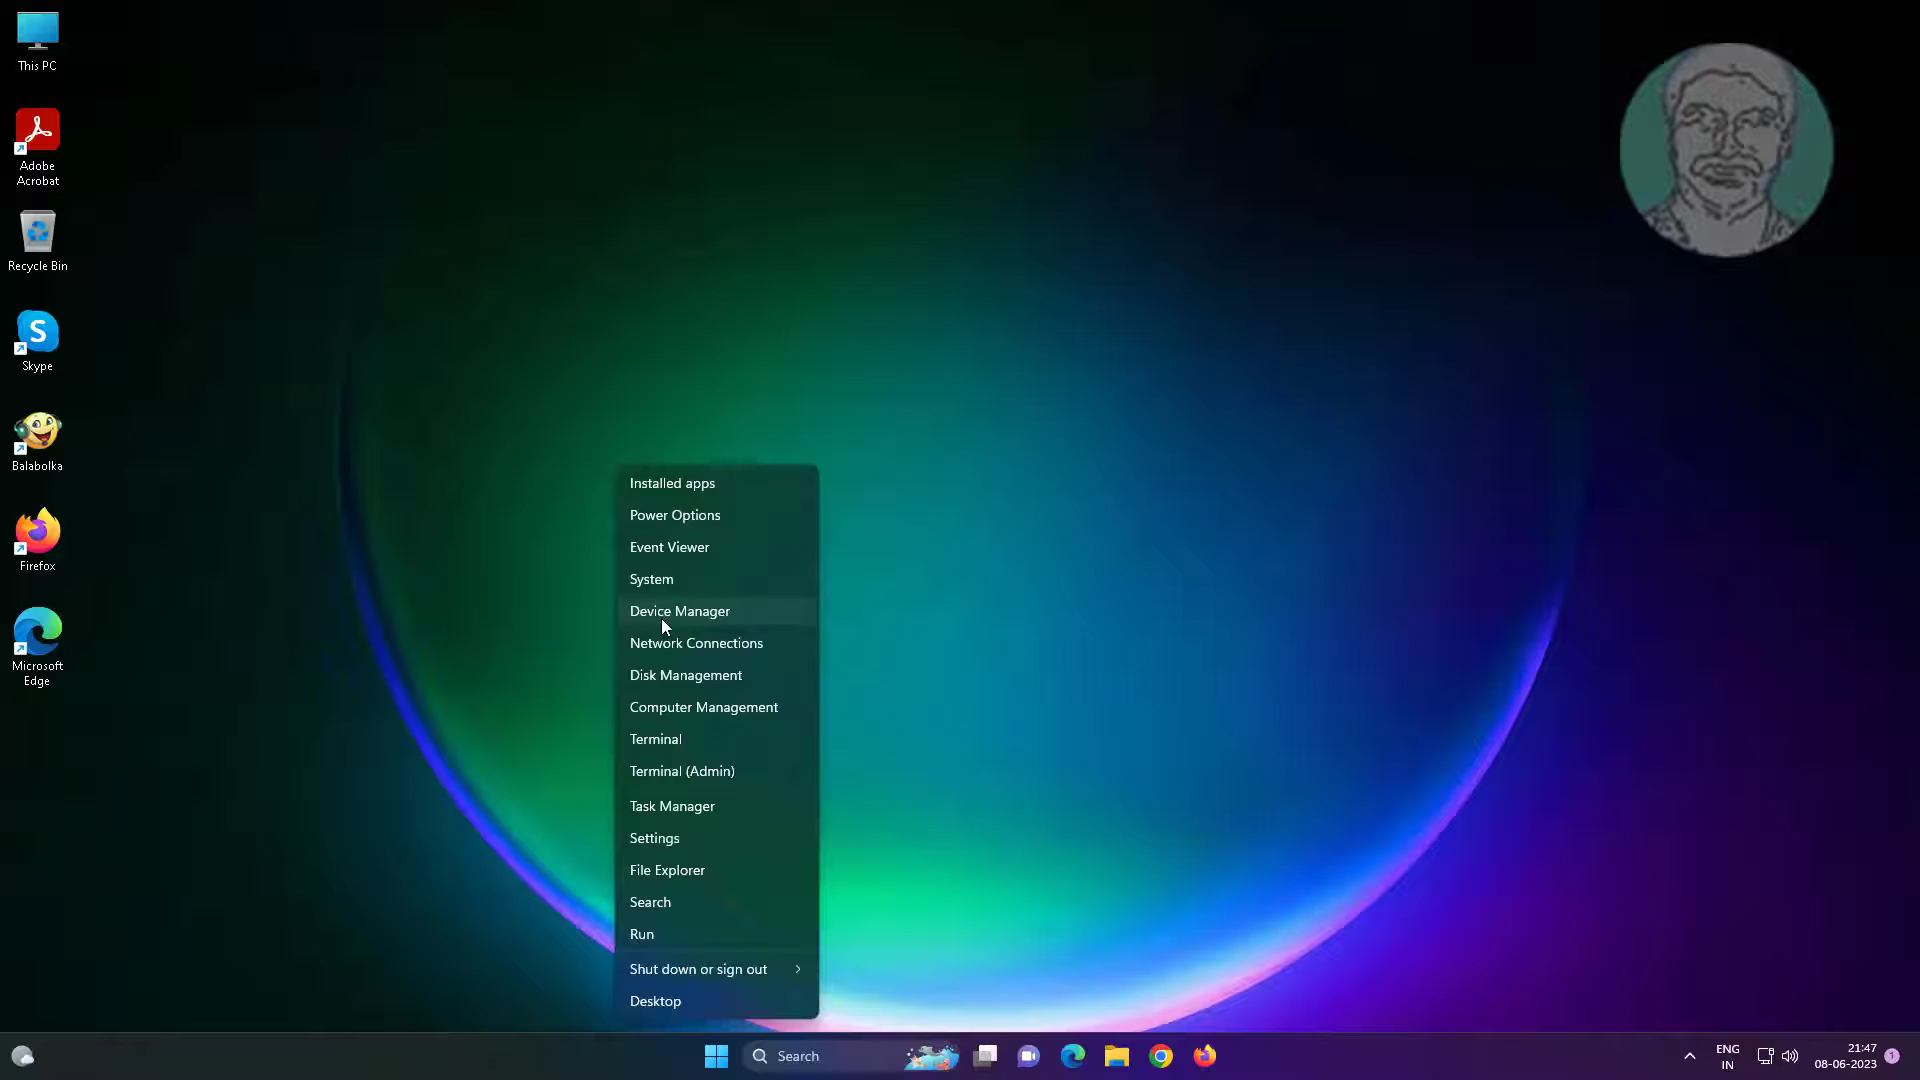 This PC
Adobe
Acrobat
Recycle Bin
Skype
Balabolka
Firefox
Microsoft
Edge
Installed apps
Power Options
Event Viewer
System
Device Manager
Network Connections
Disk Management
Computer Management
Terminal
Terminal (Admin)
Task Manager
Settings
File Explorer
Search
Run
Shut down or sign out
Desktop
Search
ENG
IN
21:47
08-06-2023
1